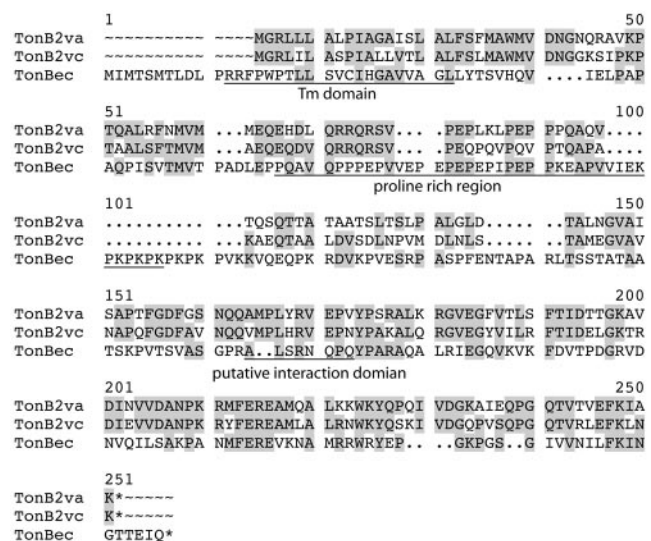 1 50
TonB2va ~~~~~~~~~~ ~~~~MGRLLL ALPIAGAISL ALFSFMAWMV DNGNQRAVKP
TonB2vc ~~~~~~~~~~ ~~~~MGRLIL ASPIALLVTL ALFSFMAWMV DNGGKSIPKP
TonBec MIMTSMTLDL PRRFPWPTLL SVCIHGAVVA GLLYTSVHQV ....IELPAP
Tm domain
51 100
TonB2va TQALRFNMVM ...MEQEHDL QRRQRSV... .PEPLKLPEP PPQAQV....
TonB2vc TAALSFTMVM ...AEQEQDV QRRQRSV... .PEQPQVPQV PTQAPA....
TonBec AQPISVTMVT PADLEPPQAV QPPPEPVVEP EPEPEPIPEP PKEAPVVIEK
proline rich region
101 150
TonB2va .......... ....TQSQTTA TAATSLTSLP ALGLD..... .TALNGVAI
TonB2vc .......... ....KAEQTAA LDVSDLNPVM DLNLS..... .TAMEGVAV
TonBec PKPKPKPKPK PVKKVQEQPK RDVKPVESRP ASPFENTAPA RLTSSTATAA
151 200
TonB2va SAPTFGDFGS NQQAMPLYRV EPVYPSRALK RGVEGFVTLS FTIDTTGKAV
TonB2vc NAPQFGDFAV NQQVMPLHRV EPNYPAKALQ RGVEGYVILR FTIDELGKTR
TonBec TSKPVTSVAS GPRA..LSRN QPQYPARAQA LRIEGQVKVK FDVTPDGRVD
putative interaction domian
201 250
TonB2va DINVVDANPK RMFEREAMQA LKKWKYQPQI VDGKAIEQPG QTVTVEFKIA
TonB2vc DIEVVDANPK RYFEREAMLA LRNWKYQSKI VDGQPVSQPG QTVRLEFKLN
TonBec NVQILSAKPA NMFEREVKNA MRRWRYEP.. .GKPGS..G IVVNILFKIN
251
TonB2va K*~~~~~
TonB2vc K*~~~~~
TonBec GTTEIQ*